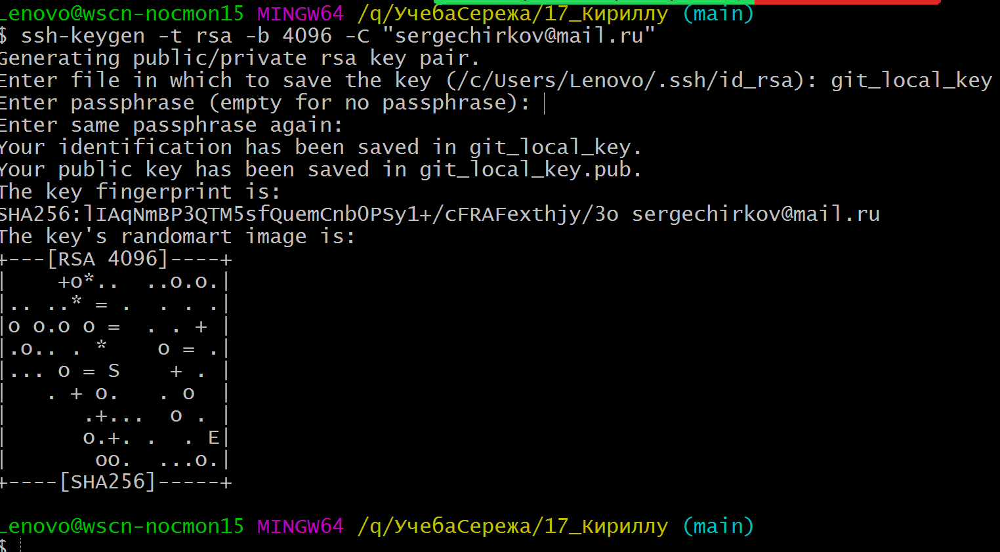 Lenovo@wscn-nocmon15 MINGW64 /q/УчебаСережа/17_Кириллу (main)
$ ssh-keygen -t rsa -b 4096 -C "sergechirkov@mail.ru"
Generating public/private rsa key pair.
Enter file in which to save the key (/c/Users/Lenovo/.ssh/id_rsa): git_local_key
Enter passphrase (empty for no passphrase):
Enter same passphrase again:
Your identification has been saved in git_local_key.
Your public key has been saved in git_local_key.pub.
The key fingerprint is:
SHA256:lIAqNmBP3QTM5sfQuemCnb0PSy1+/cFRAFexthjy/3o sergechirkov@mail.ru
The key's randomart image is:
+---[RSA 4096]----+
|    +o*..  ..o.o.|
|.. ..* = .  . . .|
|o o.o o =  . . + |
|.o.. . *    o = .|
|... o = S    + . |
|   . + o.   . o  |
|      .+...  o . |
|      o.+. .  . E|
|       oo.  ...o.|
+----[SHA256]-----+
Lenovo@wscn-nocmon15 MINGW64 /q/УчебаСережа/17_Кириллу (main)
$